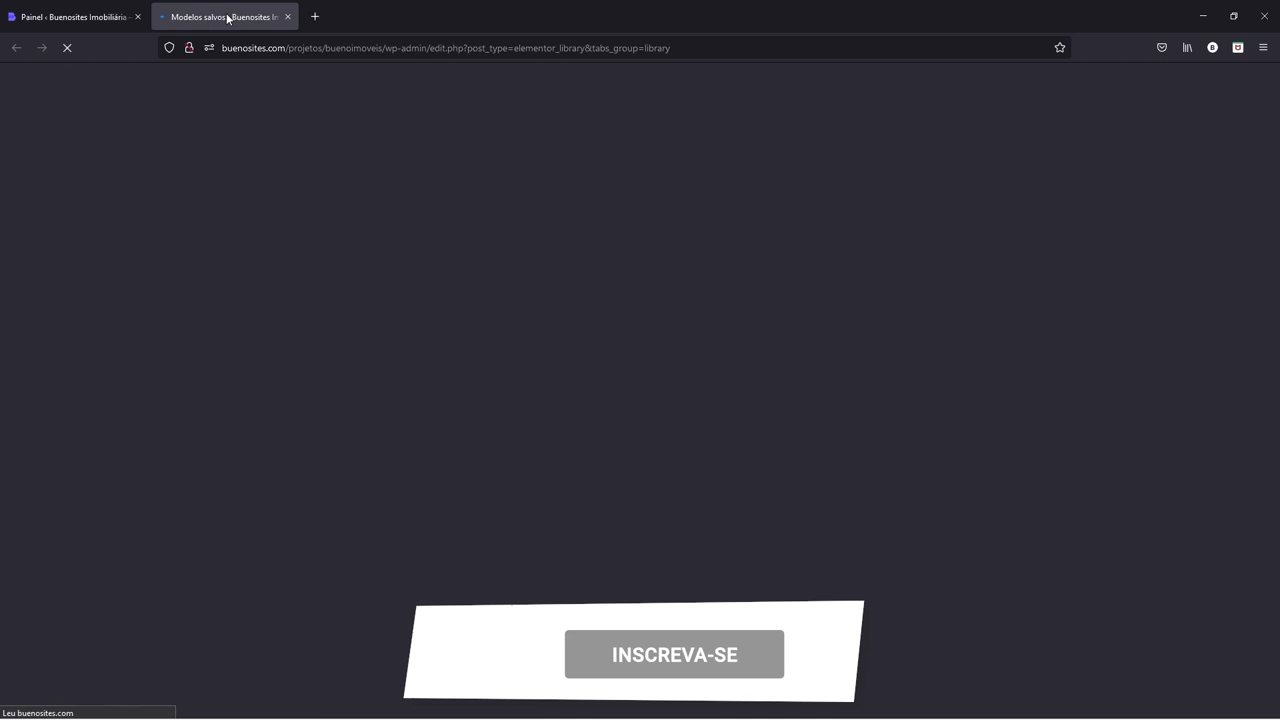 Painel ‹ Buenosites Imobiliária –
Modelos salvos ‹ Buenosites In
buenosites.com/projetos/buenoimoveis/wp-admin/edit.php?post_type=elementor_library&tabs_group=library
B
INSCREVA-SE
Leu buenosites.com